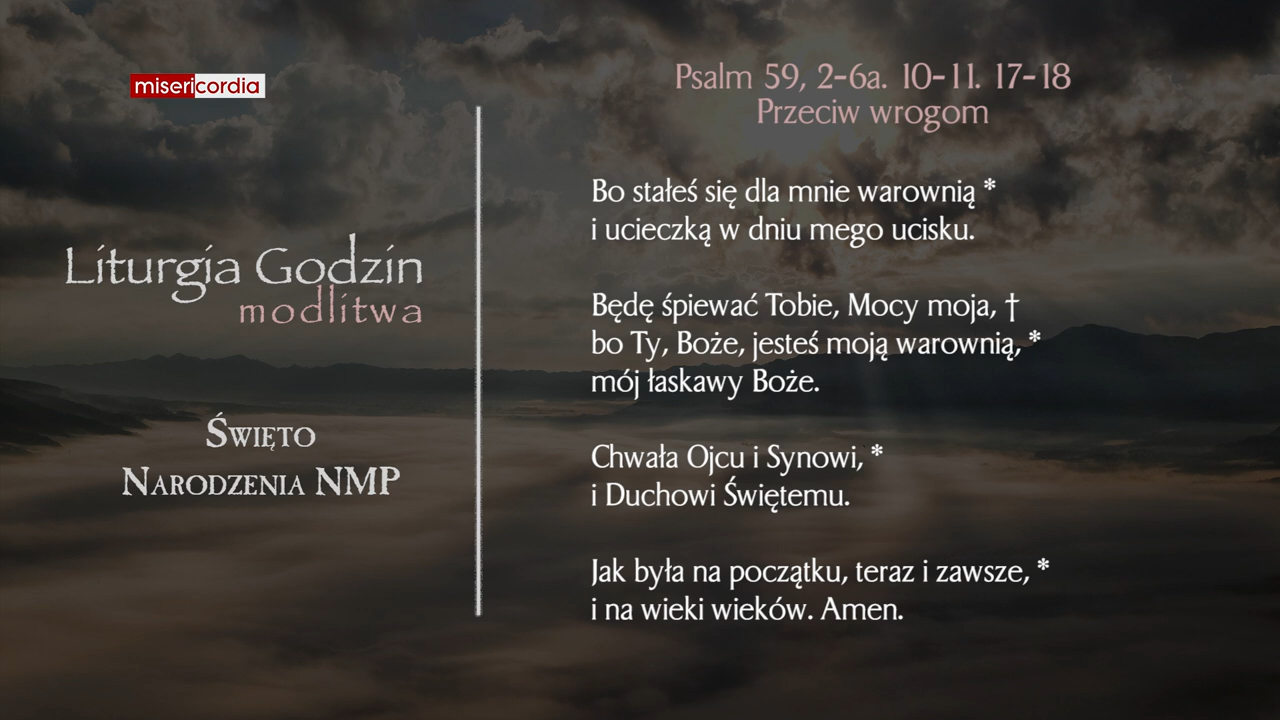 misericordia
Liturgia Godzin
modlitwa
Święto
Narodzenia NMP
Psalm 59, 2-6a. 10-11. 17-18
Przeciw wrogom
Bo stałeś się dla mnie warownią *
i ucieczką w dniu mego ucisku.
Będę śpiewać Tobie, Mocy moja, †
bo Ty, Boże, jesteś moją warownią, *
mój łaskawy Boże.
Chwała Ojcu i Synowi, *
i Duchowi Świętemu.
Jak była na początku, teraz i zawsze, *
i na wieki wieków. Amen.